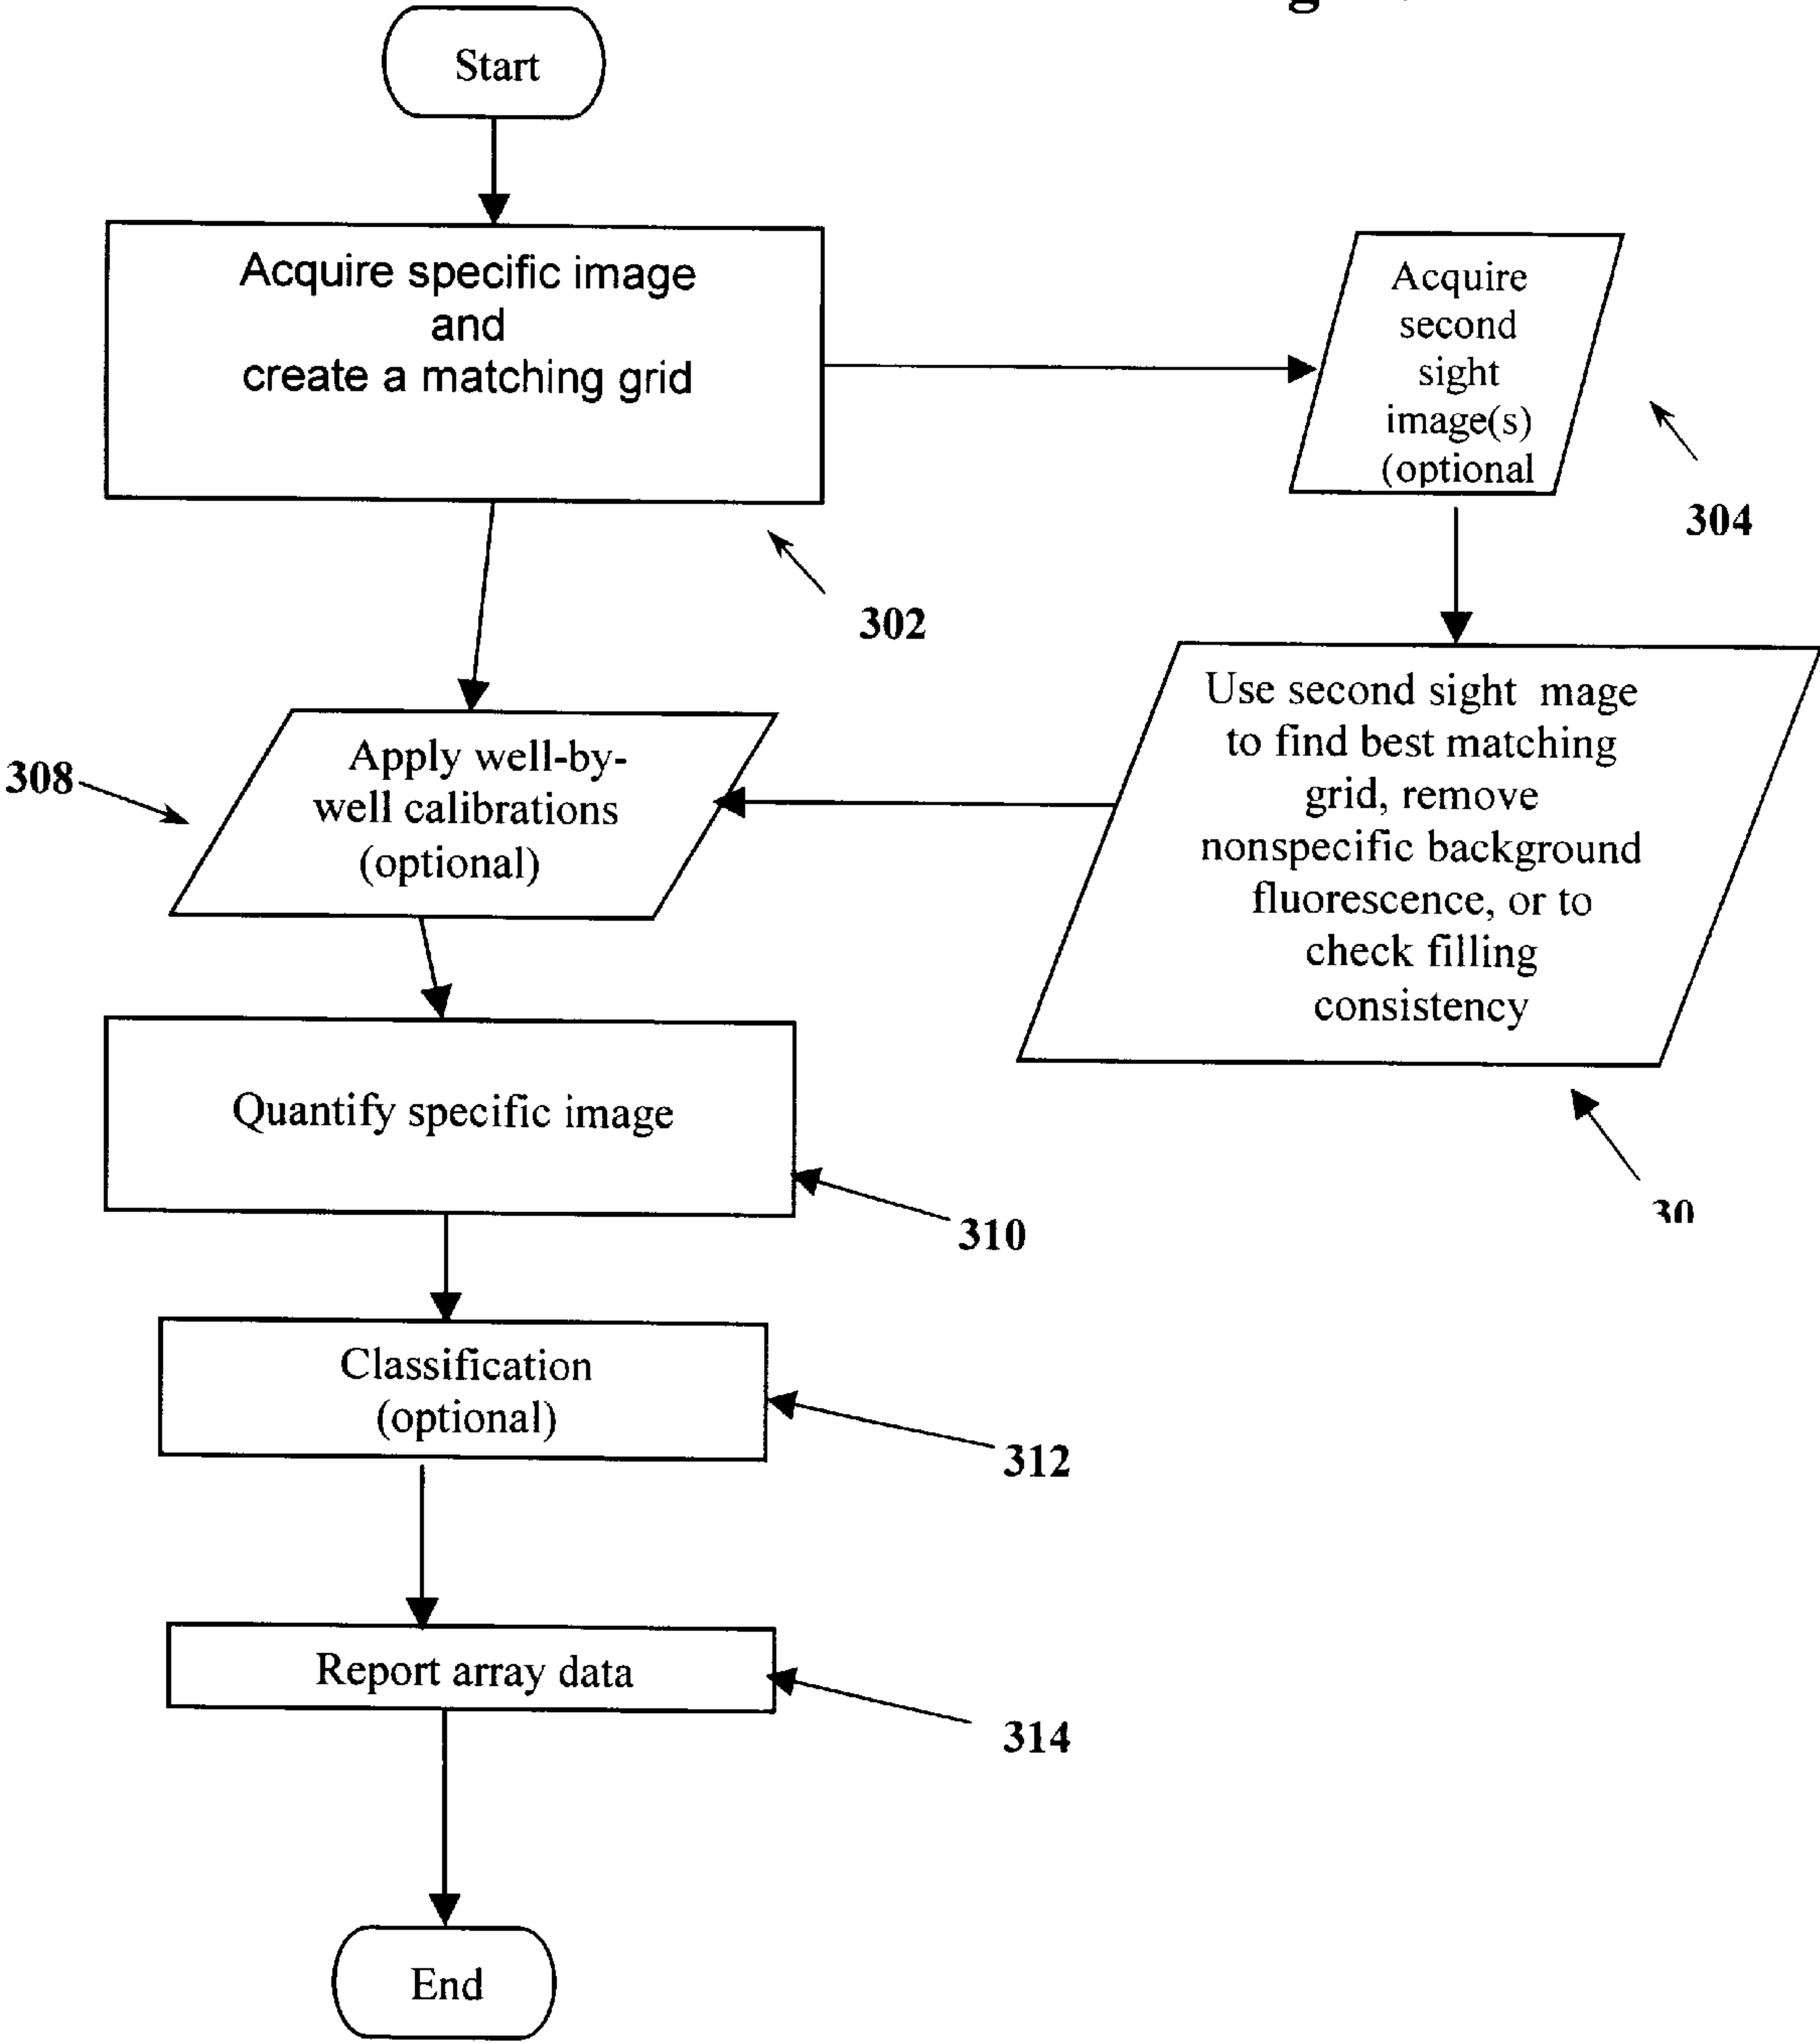 Start
Acquire specific image
and
create a matching grid
Acquire
second
sight
image(s)
(optional
304
302
Use second sight mage
to find best matching
grid, remove
nonspecific background
fluorescence, or to
check filling
consistency
308
Apply well-by-
well calibrations
(optional)
30
Quantify specific image
310
Classification
(optional)
312
Report array data
314
End